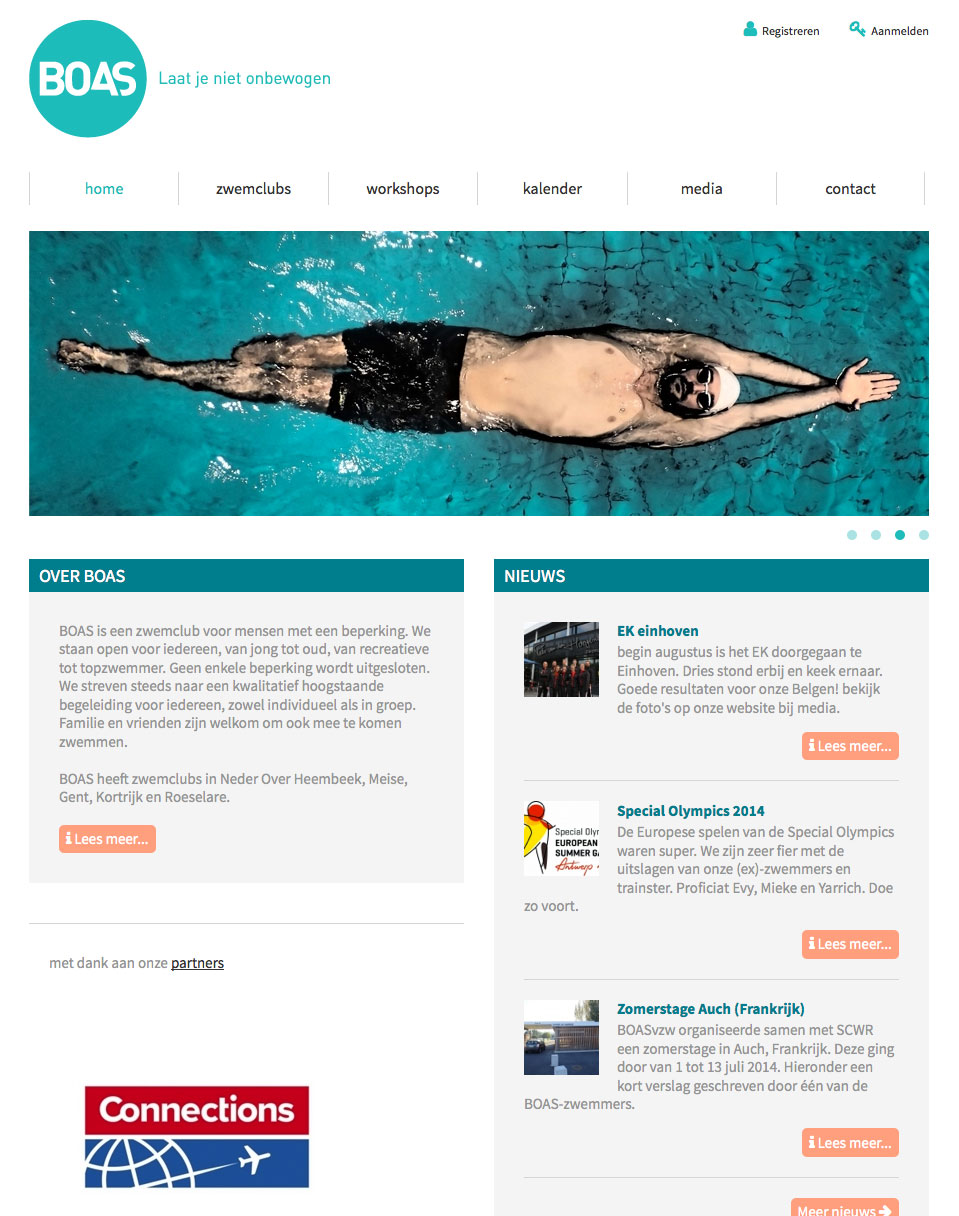 BOAS
Laat je niet onbewogen
Registreren
Aanmelden
home
zwemclubs
workshops
kalender
media
contact
OVER BOAS
BOAS is een zwemclub voor mensen met een beperking. We
staan open voor iedereen, van jong tot oud, van recreatieve
tot topzwemmer. Geen enkele beperking wordt uitgesloten.
We streven steeds naar een kwalitatief hoogstaande
begeleiding voor iedereen, zowel individueel als in groep.
Familie en vrienden zijn welkom om ook mee te komen
zwemmen.
BOAS heeft zwemclubs in Neder Over Heembeek, Meise,
Gent, Kortrijk en Roeselare.
Lees meer...
met dank aan onze partners
Connections
NIEUWS
EK einhoven
begin augustus is het EK doorgegaan te
Einhoven. Dries stond erbij en keek ernaar.
Goede resultaten voor onze Belgen! bekijk
de foto's op onze website bij media.
Lees meer...
Special Olym
EUROPEAN
SUMMER GA
Antwerp
Special Olympics 2014
De Europese spelen van de Special Olympics
waren super. We zijn zeer fier met de
uitslagen van onze (ex)-zwemmers en
trainster. Proficiat Evy, Mieke en Yarrich. Doe
zo voort.
Lees meer...
Zomerstage Auch (Frankrijk)
BOASvzw organiseerde samen met SCWR
een zomerstage in Auch, Frankrijk. Deze ging
door van 1 tot 13 juli 2014. Hieronder een
kort verslag geschreven door één van de
BOAS-zwemmers.
Lees meer...
Meer nieuws